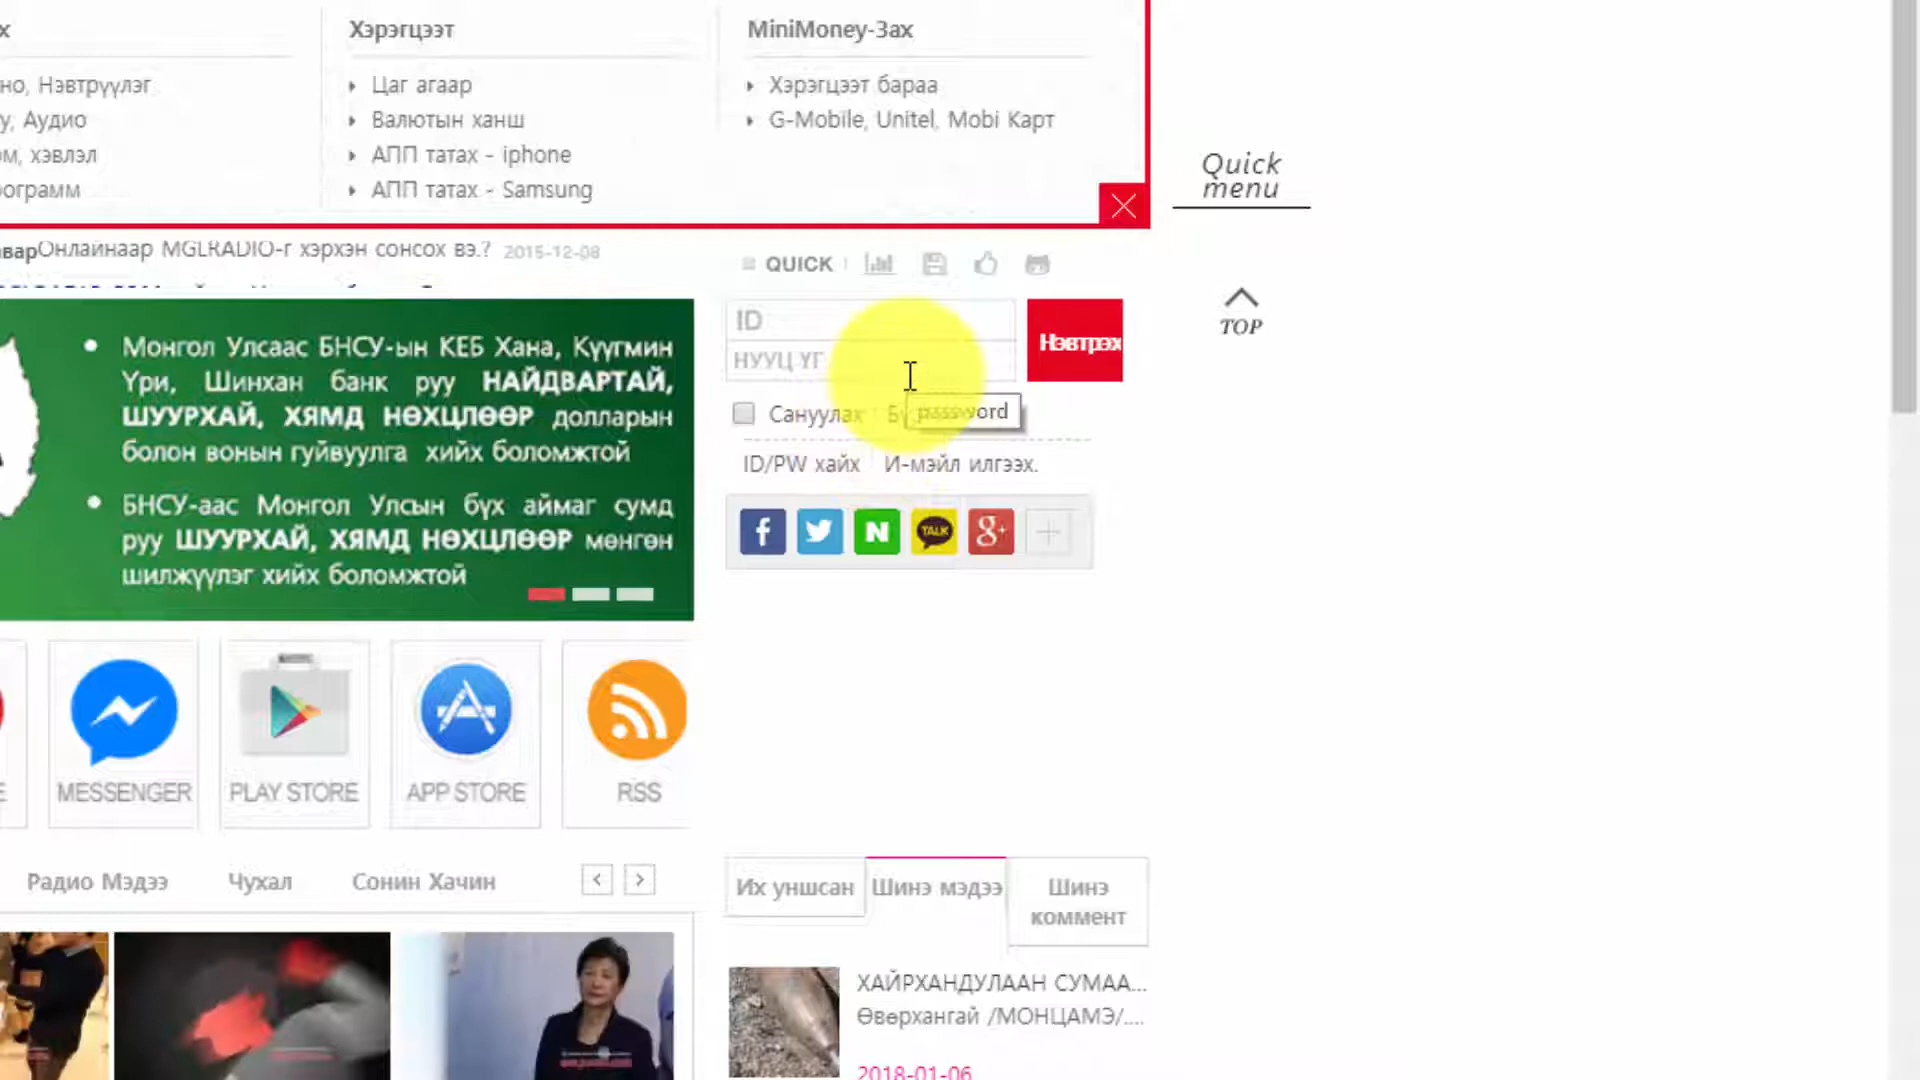 х
Хэрэгцээт
MiniMoney-Зах
но, Нэвтрүүлэг
Цаг агаар
Хэрэгцээт бараа
у, Аудио
Валютын ханш
G-Mobile, Unitel, Mobi Карт
ом, хэвлэл
АПП татах - iphone
ограмм
АПП татах - Samsung
Quick
menu
варОнлайнаар MGLRADIO-г хэрхэн сонсох вэ.? 2015-12-08
QUICK
TOP
ID
НУУЦ ҮГ
Нэвтрэх
Сануулах
password
ID/PW хайх
И-мэйл илгээх.
f
N
TALK
g+
Монгол Улсаас БНСУ-ын КЕБ Хана, Күүгмин
Үри, Шинхан банк руу НАЙДВАРТАЙ,
ШУУРХАЙ, ХЯМД НӨХЦЛӨӨР долларын
болон вонын гуйвуулга хийх боломжтой
БНСУ-аас Монгол Улсын бүх аймаг сумд
руу ШУУРХАЙ, ХЯМД НӨХЦЛӨӨР мөнгөн
шилжүүлэг хийх боломжтой
MESSENGER
PLAY STORE
APP STORE
RSS
Радио Мэдээ
Чухал
Сонин Хачин
Их уншсан
Шинэ мэдээ
Шинэ
коммент
ХАЙРХАНДУЛААН СУМАА...
Өвөрхангай /МОНЦАМЭ/....
2018-01-06